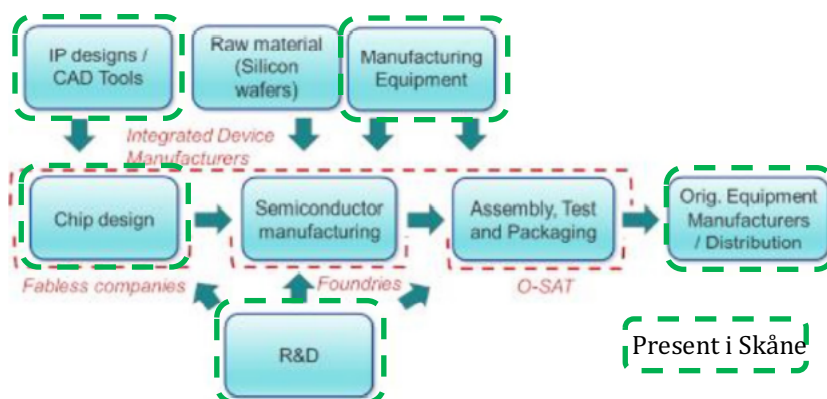 IP designs /
CAD Tools
Raw material
(Silicon
wafers)
Manufacturing
Equipment
Integrated Device
Manufacturers
Chip design
Semiconductor
manufacturing
Assembly, Test
and Packaging
Orig. Equipment
Manufacturers
/ Distribution
Fabless companies
Foundries
O-SAT
R&D
Present i Skåne